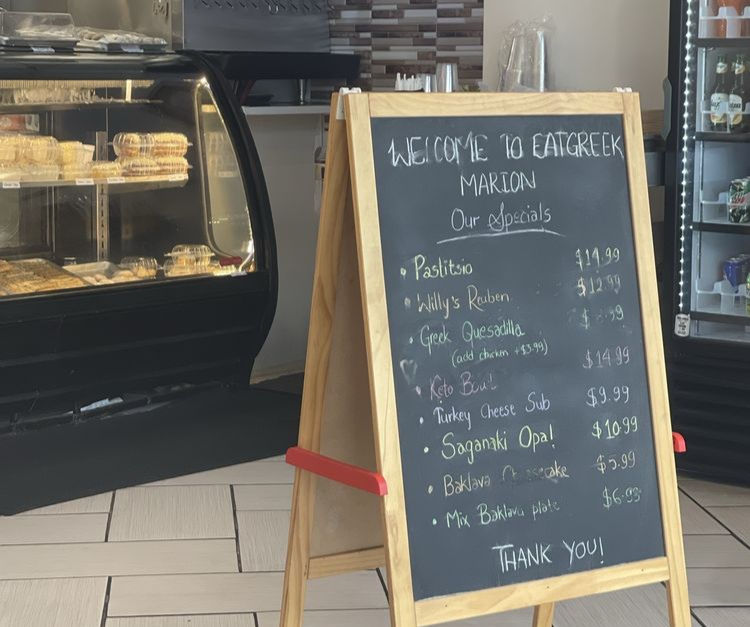 WELCOME TO EATGREEK
MARION
Our Specials
• Pastitsio $14.99
• Willy's Reuben $12.99
• Greek Quesadilla .99
(add chicken +$3.99)
• Keto Bowl $14.99
• Turkey Cheese Sub $9.99
• Saganaki Opa! $10.99
• Baklava Cheesecake $5.99
• Mix Baklava plate $6.99
THANK YOU!